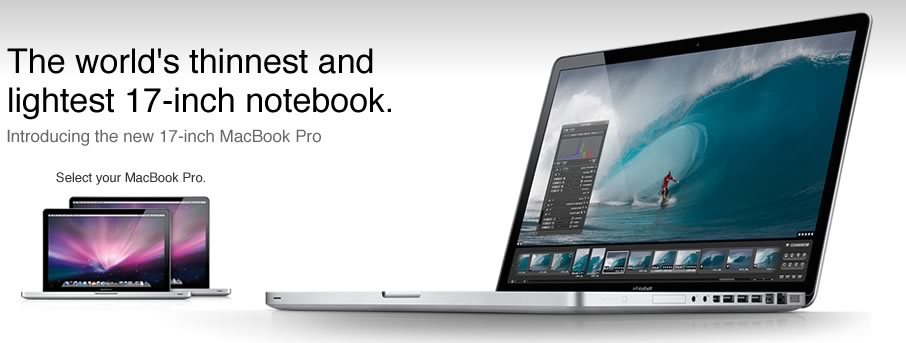 The world's thinnest and
lightest 17-inch notebook.
Introducing the new 17-inch MacBook Pro
Select your MacBook Pro.